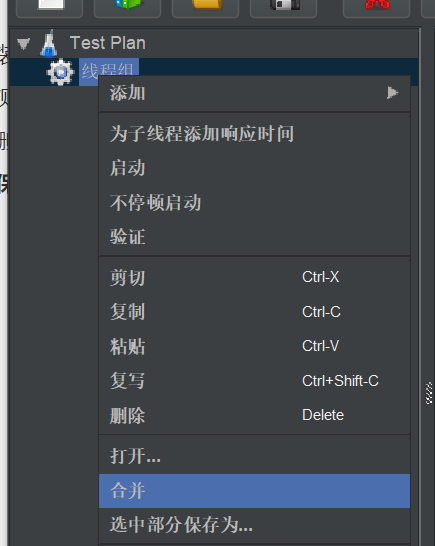 Test Plan
线程组
添加
为子线程添加响应时间
启动
不停顿启动
验证
剪切 Ctrl-X
复制 Ctrl-C
粘贴 Ctrl-V
复写 Ctrl+Shift-C
删除 Delete
打开...
合并
选中部分保存为...